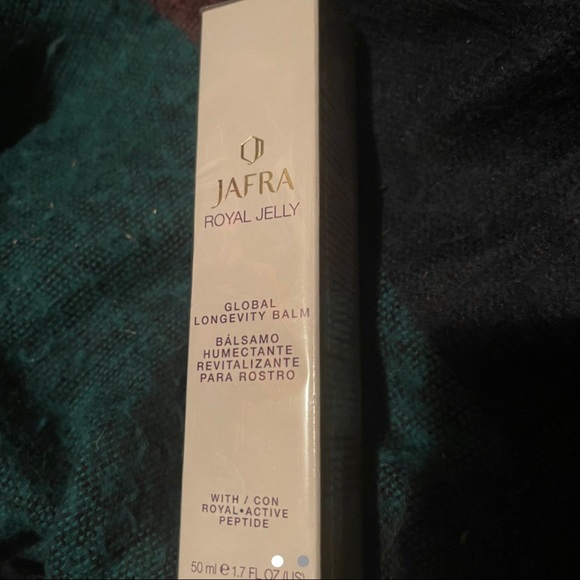 JAFRA
ROYAL JELLY
GLOBAL
LONGEVITY BALM
BÁLSAMO
HUMECTANTE
REVITALIZANTE
PARA ROSTRO
WITH / CON
ROYAL•ACTIVE
PEPTIDE
50 ml e 1.7 FL OZ (US)